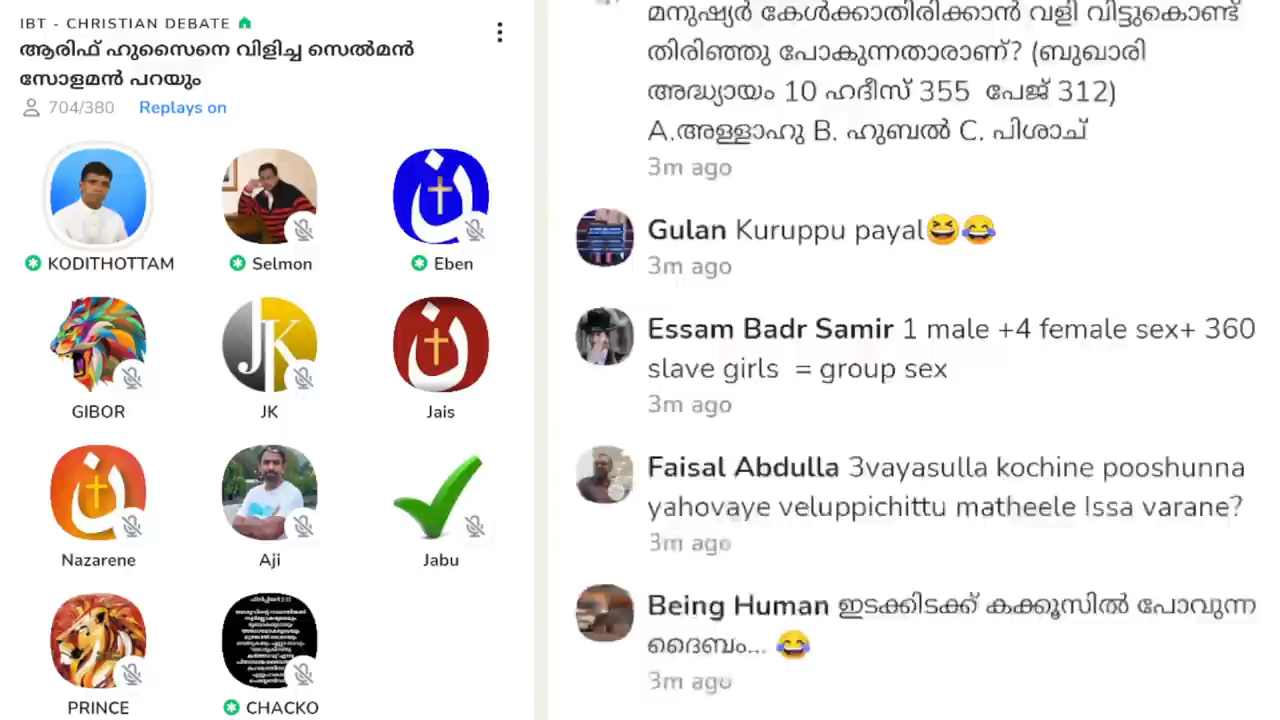 IBT - CHRISTIAN DEBATE
ആരിഫ് ഹുസൈനെ വിളിച്ച സെൽമൻ
സോളമൻ പറയും
704/380 Replays on
KODITHOTTAM
Selmon
Eben
JK
GIBOR
JK
Jais
Nazarene
Aji
Jabu
PRINCE
CHACKO
മനുഷ്യർ കേൾക്കാതിരിക്കാൻ വളി വിട്ടുകൊണ്ട്
തിരിഞ്ഞു പോകുന്നതാരാണ്? (ബുഖാരി
അദ്ധ്യായം 10 ഹദീസ് 355 പേജ് 312)
A.അള്ളാഹു B. ഹുബൽ C. പിശാച്
3m ago
Gulan Kuruppu payal😆😂
3m ago
Essam Badr Samir 1 male +4 female sex+ 360
slave girls = group sex
3m ago
Faisal Abdulla 3vayasulla kochine pooshunna
yahovaye veluppichittu matheele Issa varane?
3m ago
Being Human ഇടക്കിടക്ക് കക്കൂസിൽ പോവുന്ന
ദൈബം... 😂
3m ago